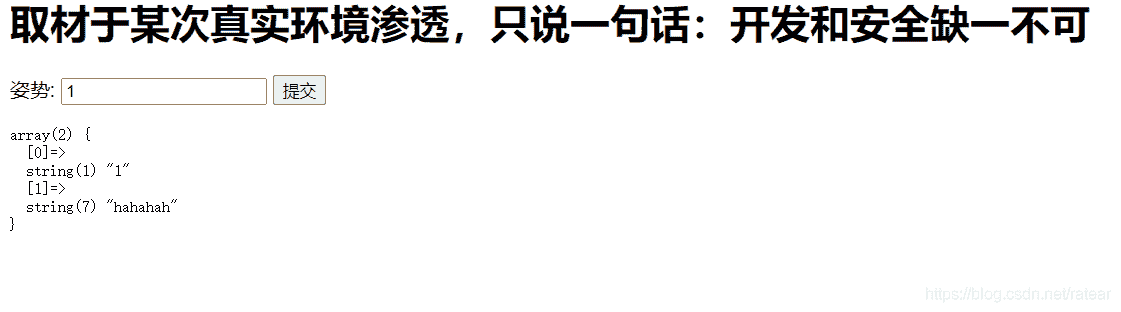 取材于某次真实环境渗透，只说一句话：开发和安全缺一不可
姿势: 1 提交
array(2) {
  [0]=>
  string(1) "1"
  [1]=>
  string(7) "hahahah"
}
https://blog.csdn.net/ratear